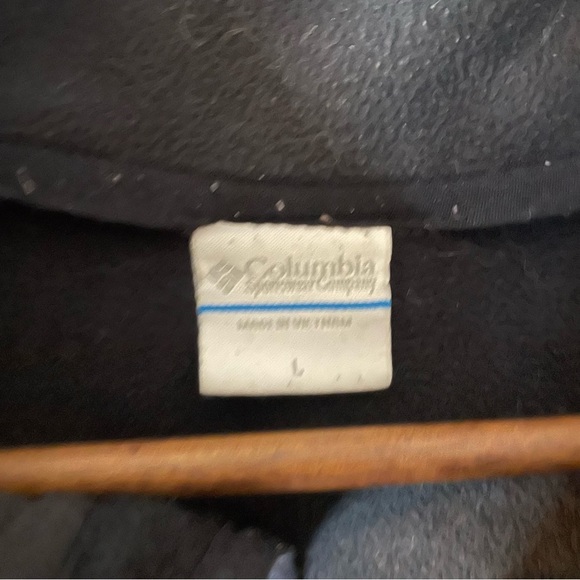 Columbia
Sportswear Company
MADE IN VIETNAM
L